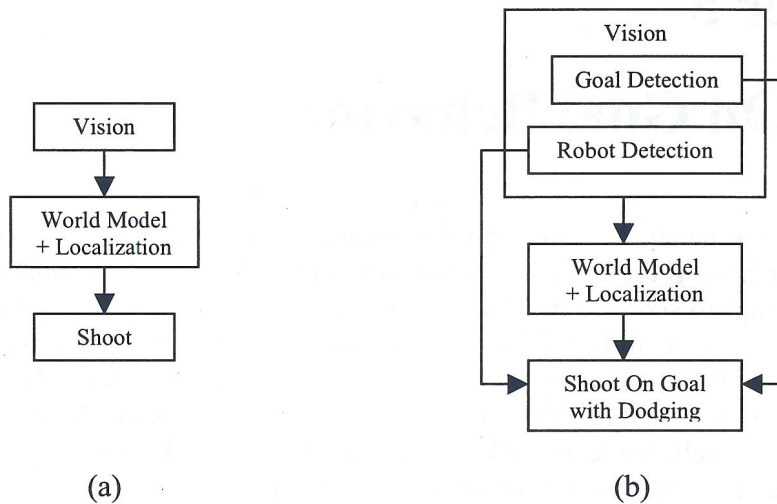 Vision
World Model
+ Localization
Shoot
(a)
Vision
Goal Detection
Robot Detection
World Model
+ Localization
Shoot On Goal
with Dodging
(b)